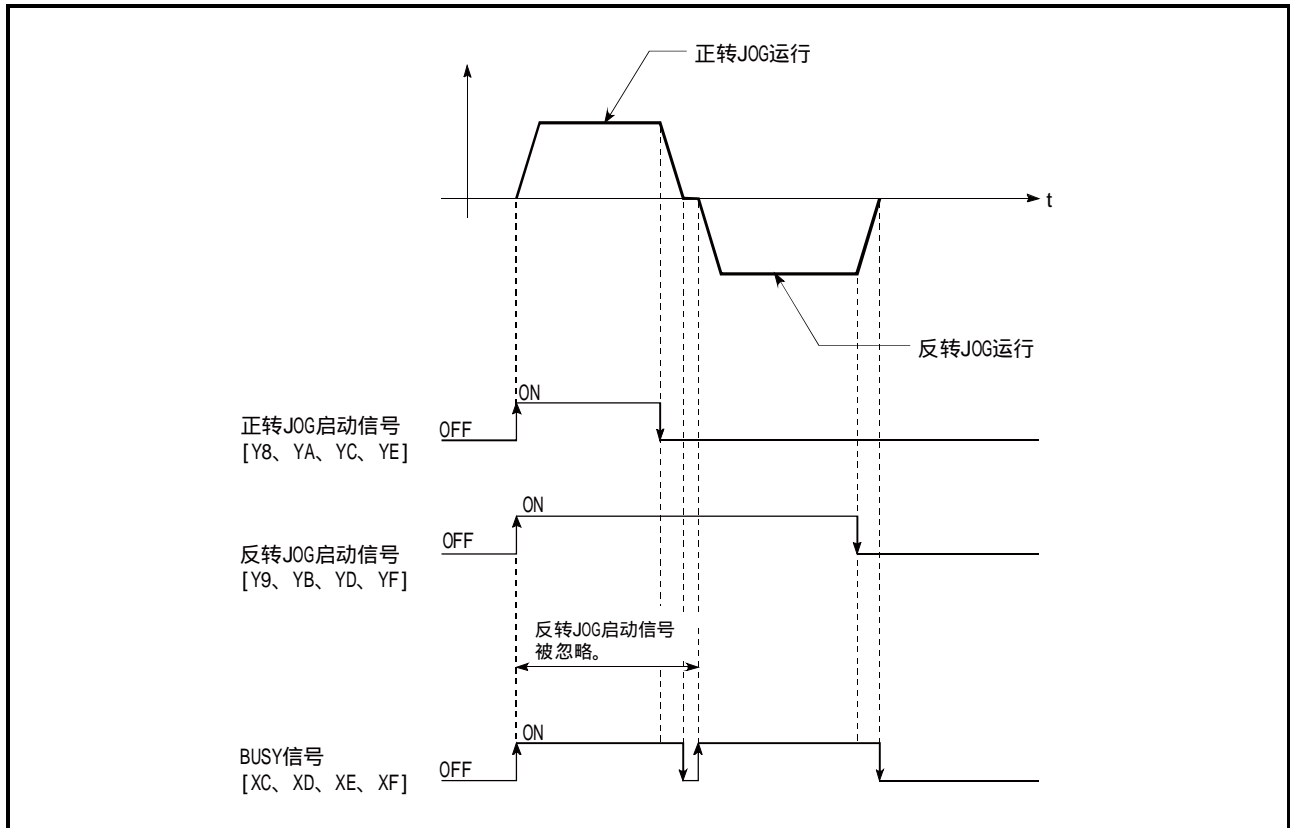 正转JOG运行
t
反转JOG运行
ON
正转JOG启动信号
OFF
[Y8、YA、YC、YE]
ON
反转JOG启动信号
OFF
[Y9、YB、YD、YF]
反转JOG启动信号
被忽略。
ON
BUSY信号
OFF
[XC、XD、XE、XF]